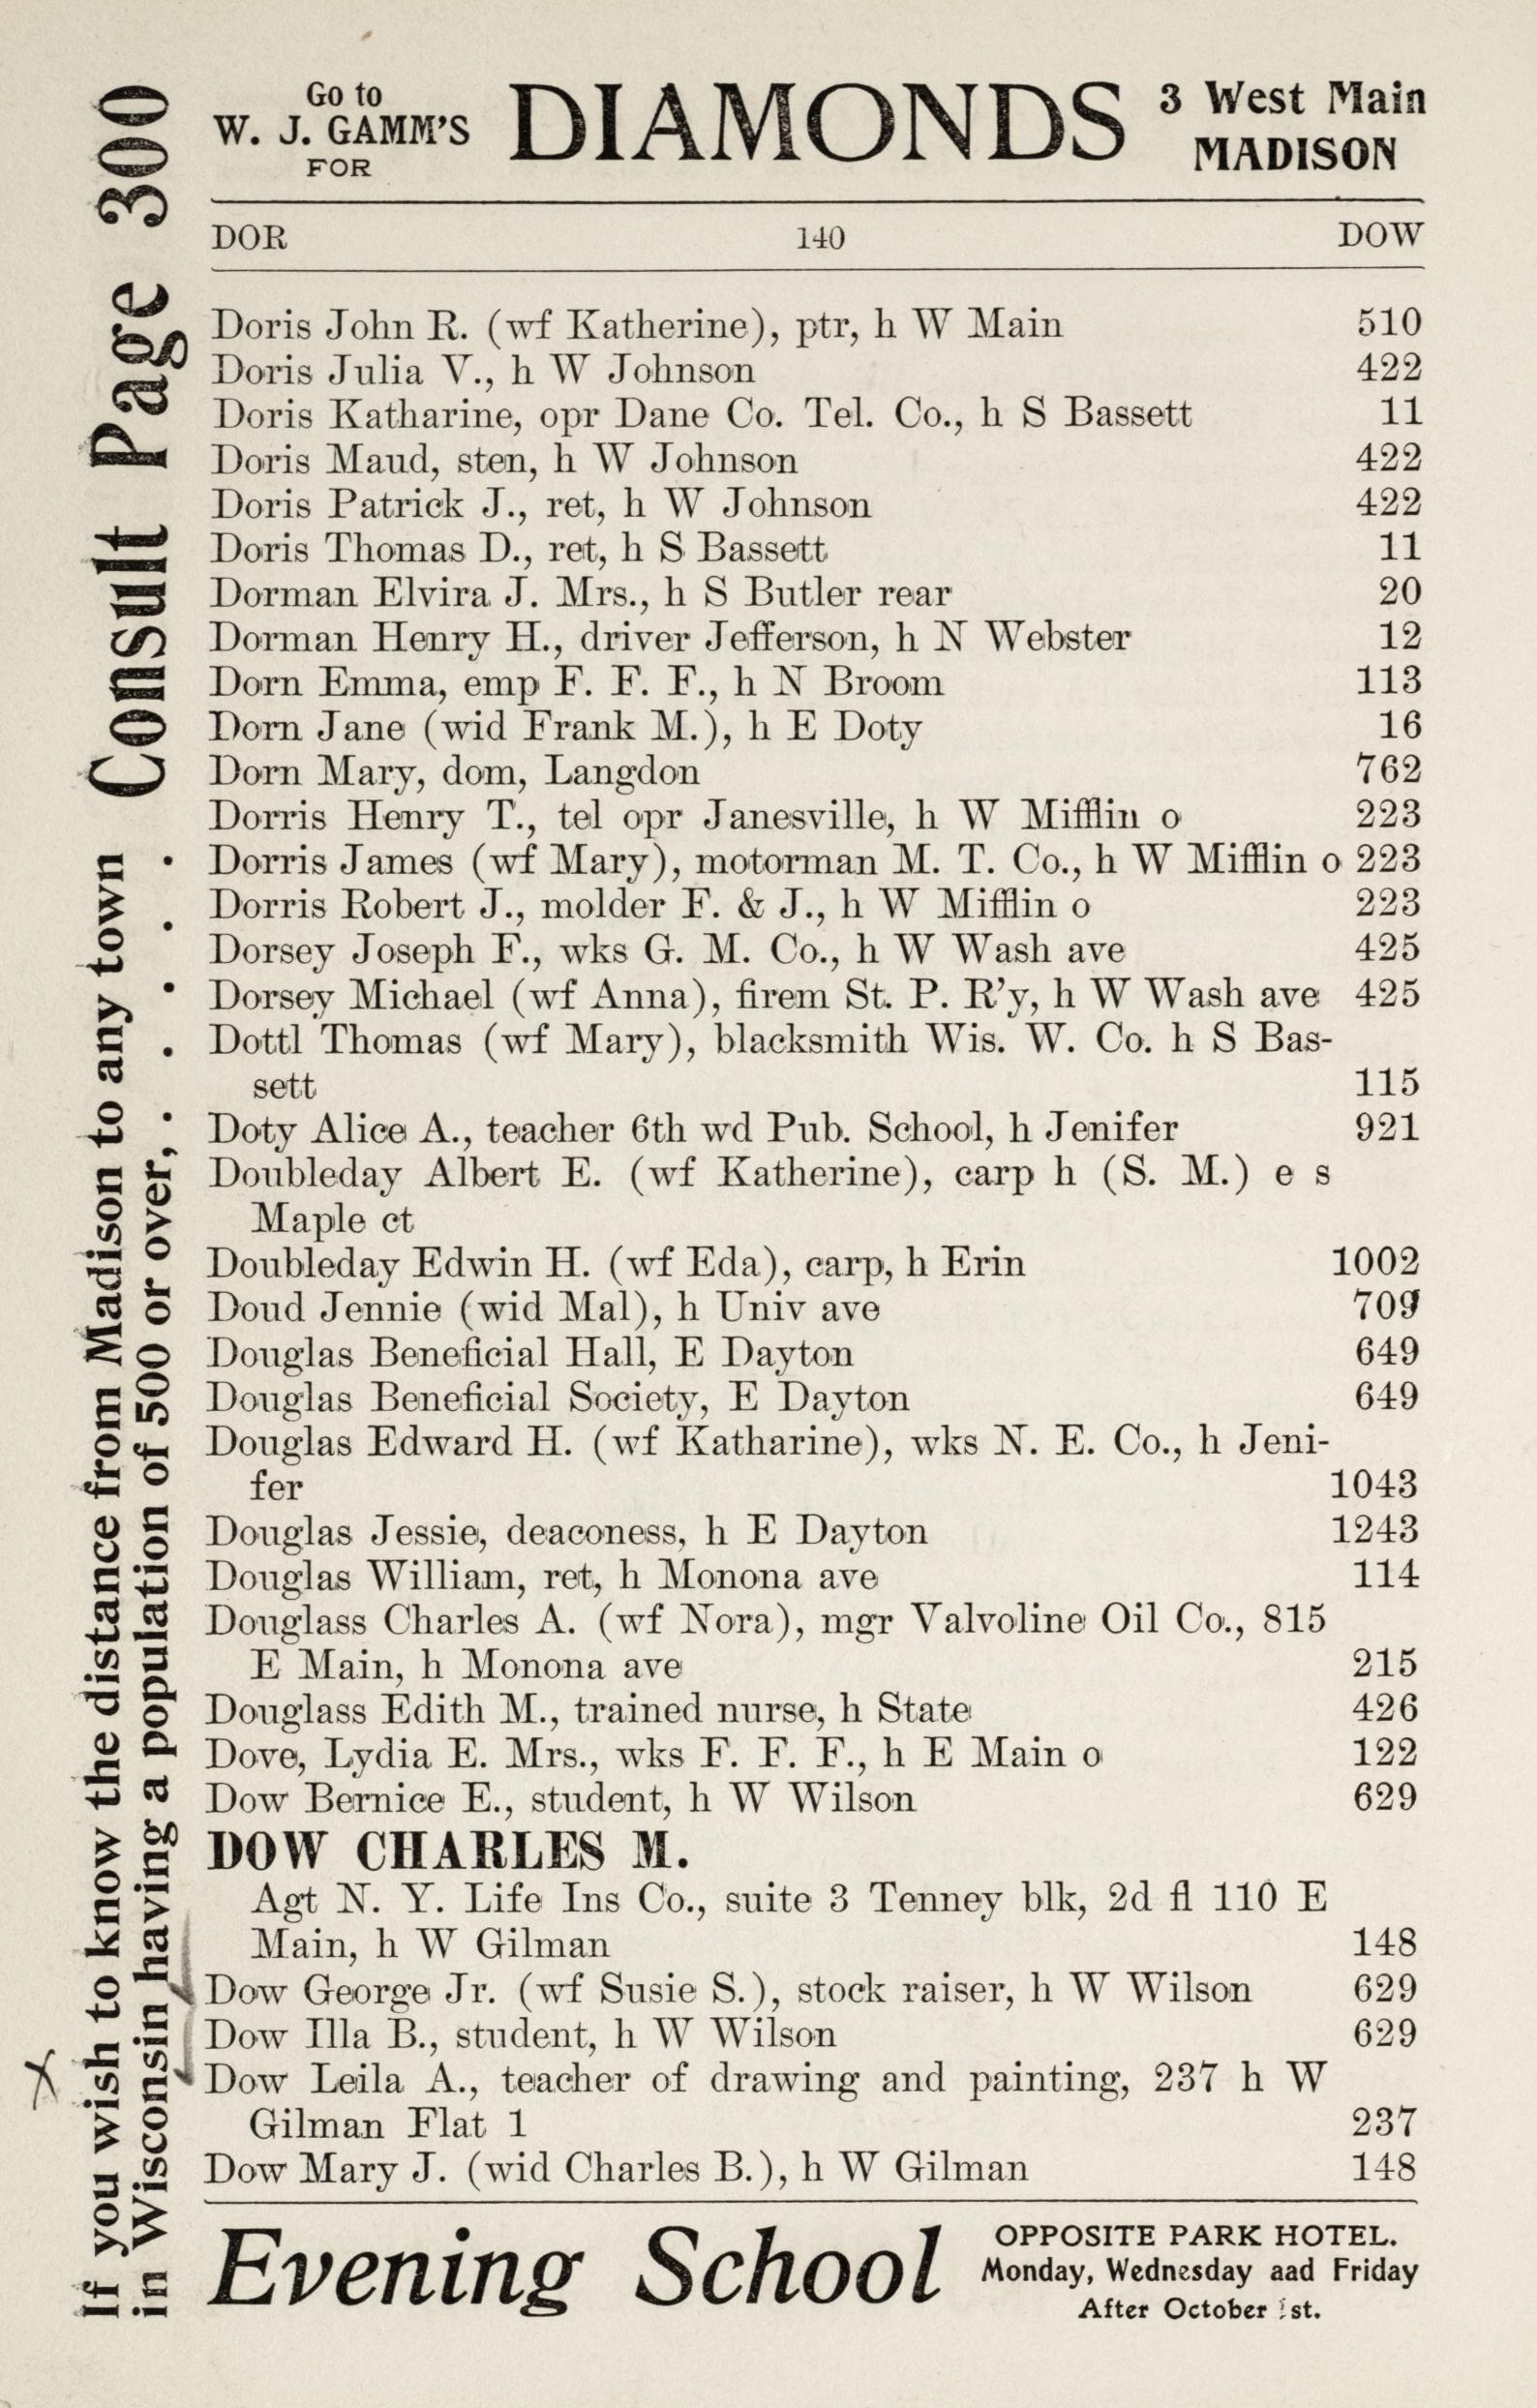 Go to
W. J. GAMM'S
FOR
DIAMONDS
3 West Main
MADISON
DOR 140 DOW
Doris John R. (wf Katherine), ptr, h W Main 510
Doris Julia V., h W Johnson 422
Doris Katharine, opr Dane Co. Tel. Co., h S Bassett 11
Doris Maud, sten, h W Johnson 422
Doris Patrick J., ret, h W Johnson 422
Doris Thomas D., ret, h S Bassett 11
Dorman Elvira J. Mrs., h S Butler rear 20
Dorman Henry H., driver Jefferson, h N Webster 12
Dorn Emma, emp F. F. F., h N Broom 113
Dorn Jane (wid Frank M.), h E Doty 16
Dorn Mary, dom, Langdon 762
Dorris Henry T., tel opr Janesville, h W Mifflin o 223
Dorris James (wf Mary), motorman M. T. Co., h W Mifflin o 223
Dorris Robert J., molder F. & J., h W Mifflin o 223
Dorsey Joseph F., wks G. M. Co., h W Wash ave 425
Dorsey Michael (wf Anna), firem St. P. R'y, h W Wash ave 425
Dottl Thomas (wf Mary), blacksmith Wis. W. Co. h S Bas-
sett 115
Doty Alice A., teacher 6th wd Pub. School, h Jenifer 921
Doubleday Albert E. (wf Katherine), carp h (S. M.) e s
Maple ct
Doubleday Edwin H. (wf Eda), carp, h Erin 1002
Doud Jennie (wid Mal), h Univ ave 709
Douglas Beneficial Hall, E Dayton 649
Douglas Beneficial Society, E Dayton 649
Douglas Edward H. (wf Katharine), wks N. E. Co., h Jeni-
fer 1043
Douglas Jessie, deaconess, h E Dayton 1243
Douglas William, ret, h Monona ave 114
Douglass Charles A. (wf Nora), mgr Valvoline Oil Co., 815
E Main, h Monona ave 215
Douglass Edith M., trained nurse, h State 426
Dove, Lydia E. Mrs., wks F. F. F., h E Main o 122
Dow Bernice E., student, h W Wilson 629
DOW CHARLES M.
Agt N. Y. Life Ins Co., suite 3 Tenney blk, 2d fl 110 E
Main, h W Gilman 148
Dow George Jr. (wf Susie S.), stock raiser, h W Wilson 629
Dow Illa B., student, h W Wilson 629
Dow Leila A., teacher of drawing and painting, 237 h W
Gilman Flat 1 237
Dow Mary J. (wid Charles B.), h W Gilman 148
Evening School
OPPOSITE PARK HOTEL.
Monday, Wednesday aad Friday
After October 1st.
If you wish to know the distance from Madison to any town
in Wisconsin having a population of 500 or over, . . . . .
Consult Page 300